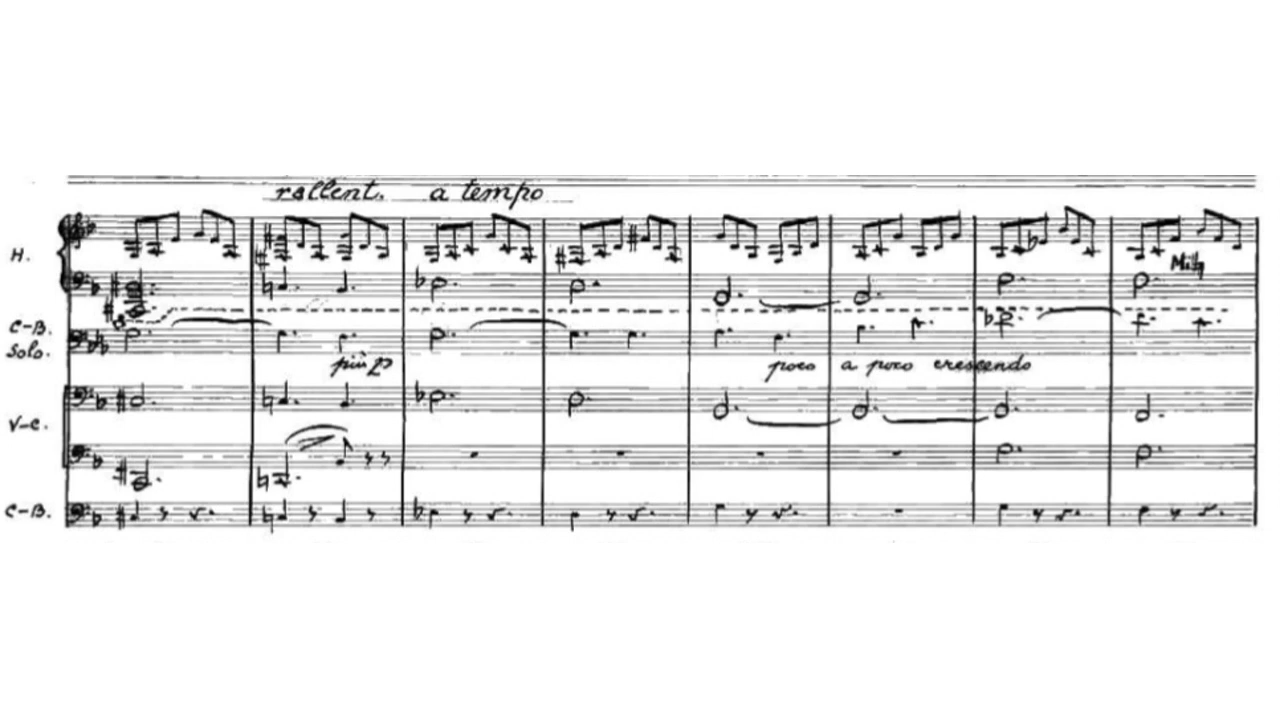 rallent. a tempo
H.
C-B.
Solo.
più p
poco a poco crescendo
V-c.
C-B.